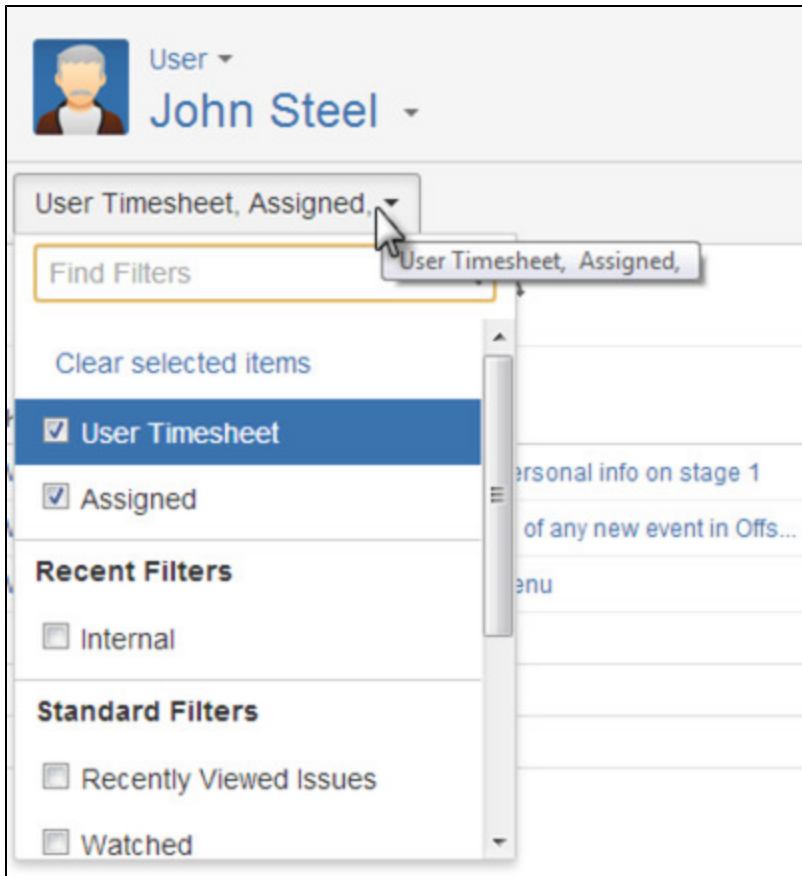 User
John Steel
User Timesheet, Assigned,
User Timesheet, Assigned,
Find Filters
Clear selected items
User Timesheet
Assigned
ersonal info on stage 1
of any new event in Offs...
enu
Recent Filters
Internal
Standard Filters
Recently Viewed Issues
Watched